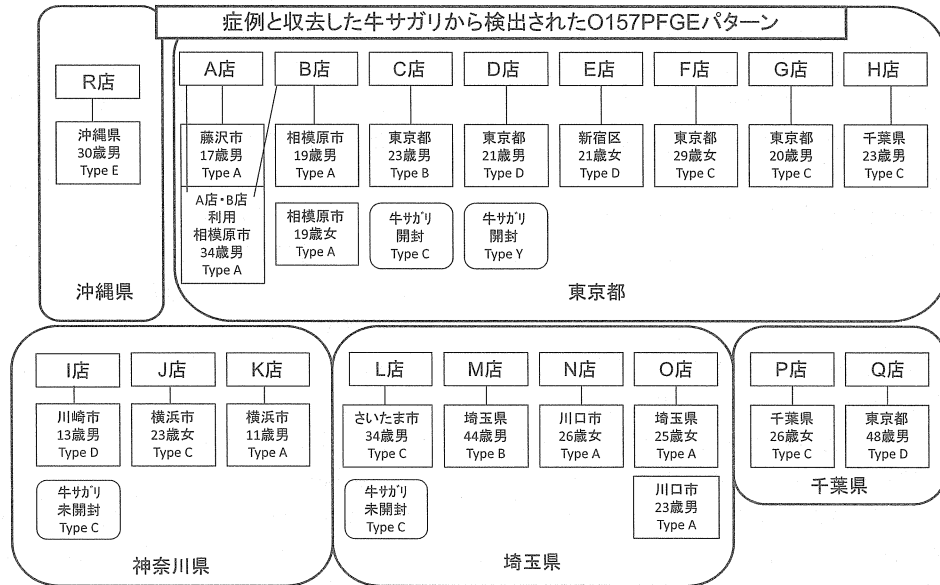 症例と収去した牛サガリから検出されたO157PFGEパターン
R店
沖縄県
30歳男
Type E
沖縄県
A店
藤沢市
17歳男
Type A
A店・B店
利用
相模原市
34歳男
Type A
B店
相模原市
19歳男
Type A
相模原市
19歳女
Type A
C店
東京都
23歳男
Type B
牛サガリ
開封
Type C
D店
東京都
21歳男
Type D
牛サガリ
開封
Type Y
E店
新宿区
21歳女
Type D
F店
東京都
29歳女
Type C
G店
東京都
20歳男
Type C
H店
千葉県
23歳男
Type C
東京都
I店
川崎市
13歳男
Type D
牛サガリ
未開封
Type C
J店
横浜市
23歳女
Type C
K店
横浜市
11歳男
Type A
神奈川県
L店
さいたま市
34歳男
Type C
牛サガリ
未開封
Type C
M店
埼玉県
44歳男
Type B
N店
川口市
26歳女
Type A
O店
埼玉県
25歳女
Type A
川口市
23歳男
Type A
埼玉県
P店
千葉県
26歳女
Type C
Q店
東京都
48歳男
Type D
千葉県